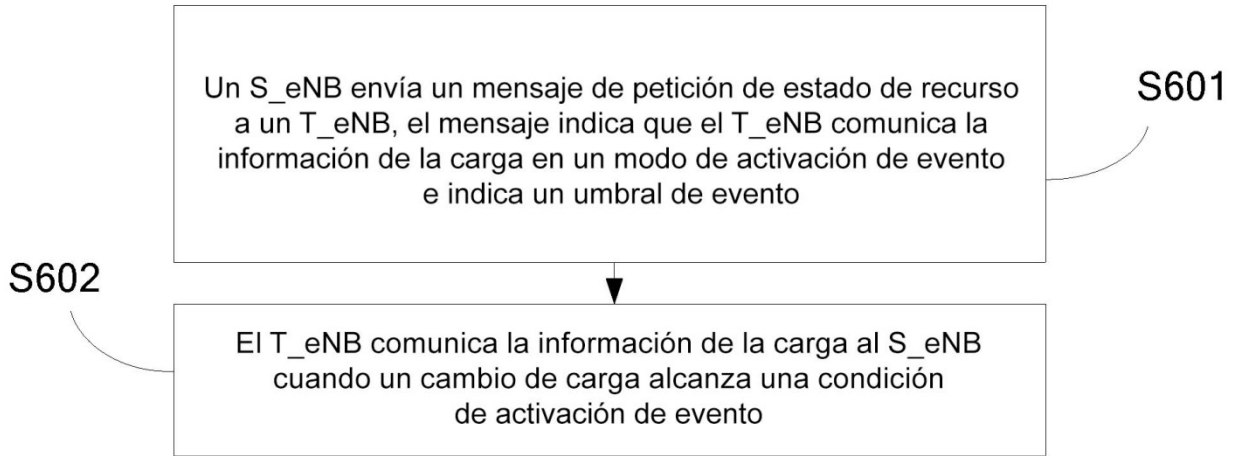 Un S_eNB envía un mensaje de petición de estado de recurso
a un T_eNB, el mensaje indica que el T_eNB comunica la
información de la carga en un modo de activación de evento
e indica un umbral de evento
S601
S602
El T_eNB comunica la información de la carga al S_eNB
cuando un cambio de carga alcanza una condición
de activación de evento